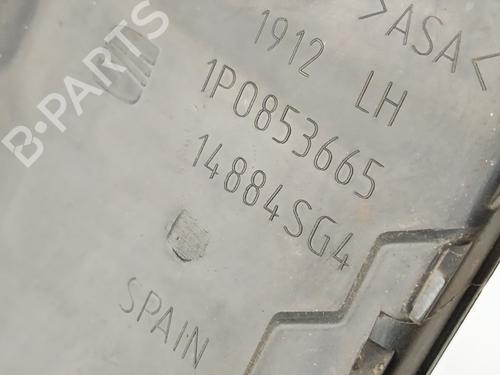 >ASA<
1912 LH
1P0853665
14884SG4
SPAIN
B-PARTS